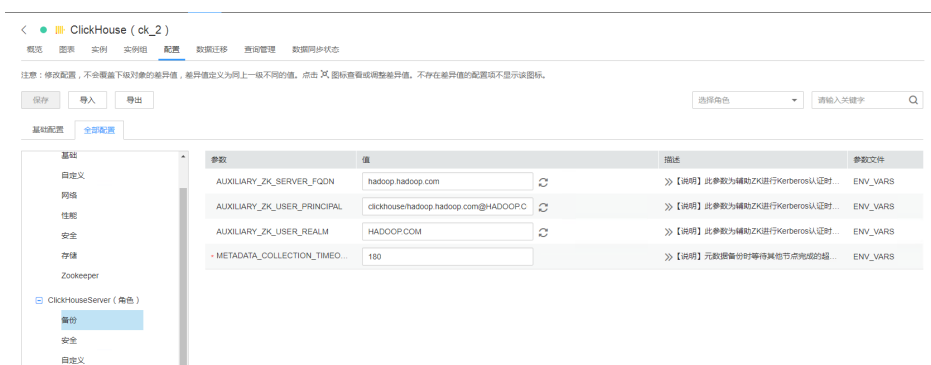 ClickHouse（ck_2）
概览 图表 实例 实例组 配置 数据迁移 查询管理 数据同步状态
注意：修改配置，不会覆盖下级对象的差异值，差异值定义为同上一级不同的值。点击 图标查看或调整差异值。不存在差异值的配置项不显示该图标。
保存 导入 导出 选择角色 请输入关键字
基础配置 全部配置
基础
自定义
网络
性能
安全
存储
Zookeeper
ClickHouseServer（角色）
备份
安全
自定义
参数 值 描述 参数文件
AUXILIARY_ZK_SERVER_FQDN hadoop.hadoop.com 【说明】此参数为辅助ZK进行Kerberos认证时... ENV_VARS
AUXILIARY_ZK_USER_PRINCIPAL clickhouse/hadoop.hadoop.com@HADOOP.C 【说明】此参数为辅助ZK进行Kerberos认证时... ENV_VARS
AUXILIARY_ZK_USER_REALM HADOOP.COM 【说明】此参数为辅助ZK进行Kerberos认证时... ENV_VARS
* METADATA_COLLECTION_TIMEO... 180 【说明】元数据备份时等待其他节点完成的超... ENV_VARS